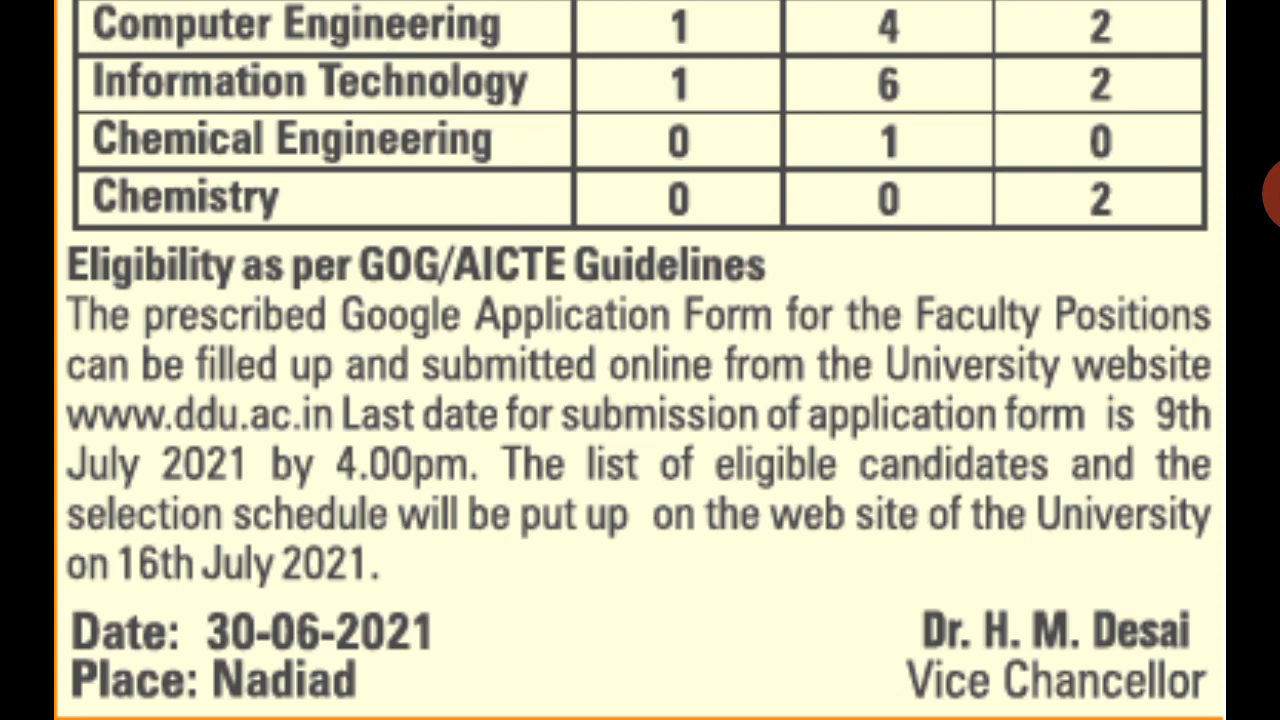 Computer Engineering 1 4 2
Information Technology 1 6 2
Chemical Engineering 0 1 0
Chemistry 0 0 2
Eligibility as per GOG/AICTE Guidelines
The prescribed Google Application Form for the Faculty Positions
can be filled up and submitted online from the University website
www.ddu.ac.in Last date for submission of application form is 9th
July 2021 by 4.00pm. The list of eligible candidates and the
selection schedule will be put up on the web site of the University
on 16th July 2021.
Date: 30-06-2021
Place: Nadiad
Dr. H. M. Desai
Vice Chancellor